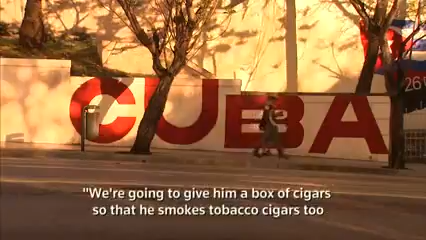 CUBA
26
"We're going to give him a box of cigars
so that he smokes tobacco cigars too